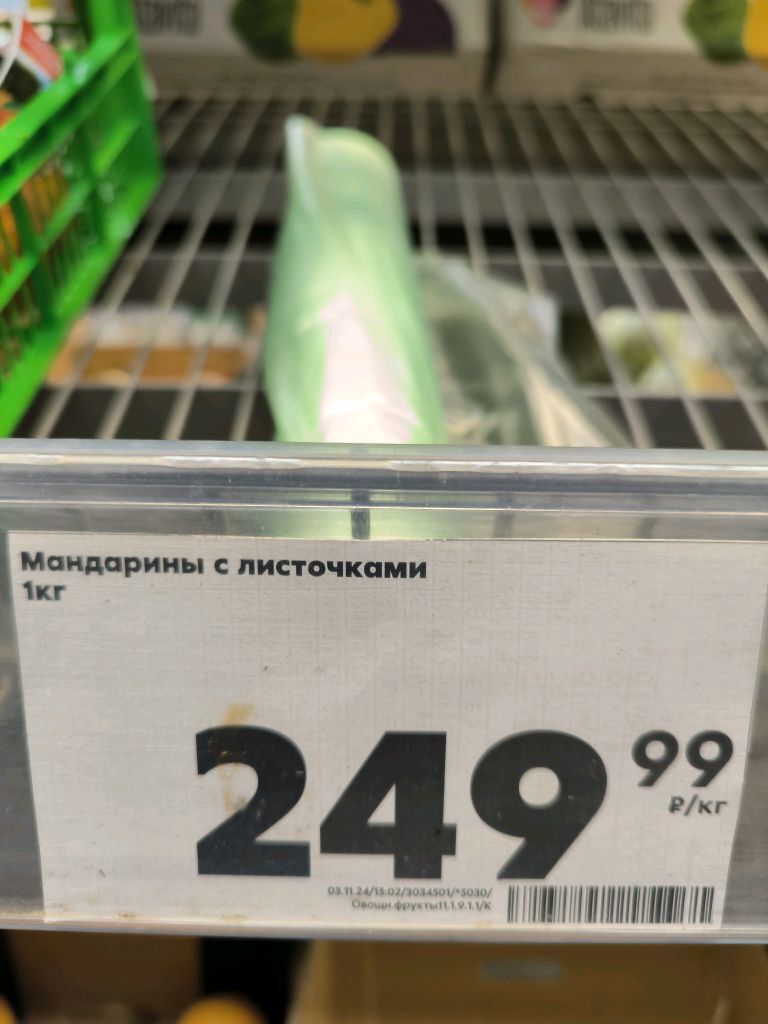 Мандарины с листочками
1кг
249 99
₽/кг
03.11.24/15:02/3034501/*5030/
Овощи.фрукты11.1.9.1.1/К